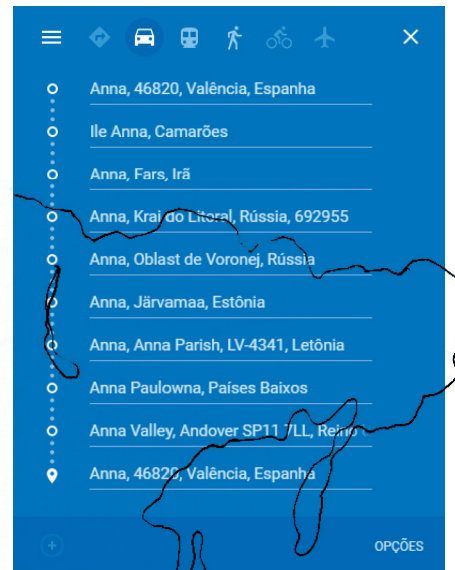 Anna, 46820, Valência, Espanha
Ile Anna, Camarões
Anna, Fars, Irã
Anna, Krai do Litoral, Rússia, 692955
Anna, Oblast de Voronej, Rússia
Anna, Järvamaa, Estônia
Anna, Anna Parish, LV-4341, Letônia
Anna Paulowna, Países Baixos
Anna Valley, Andover SP11 7LL, Reino
Anna, 46820, Valência, Espanha
OPÇÕES